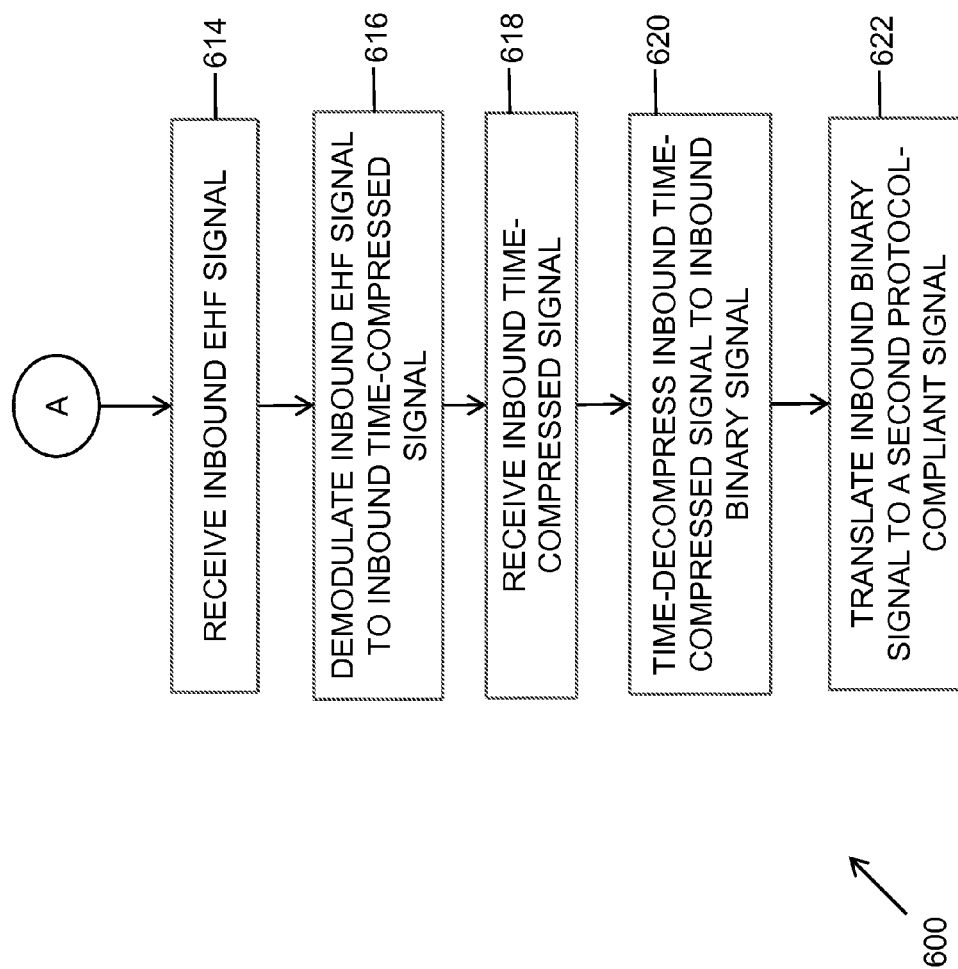 A
RECEIVE INBOUND EHF SIGNAL
614
DEMODULATE INBOUND EHF SIGNAL
TO INBOUND TIME-COMPRESSED
SIGNAL
616
RECEIVE INBOUND TIME-
COMPRESSED SIGNAL
618
TIME-DECOMPRESS INBOUND TIME-
COMPRESSED SIGNAL TO INBOUND
BINARY SIGNAL
620
TRANSLATE INBOUND BINARY
SIGNAL TO A SECOND PROTOCOL-
COMPLIANT SIGNAL
622
600